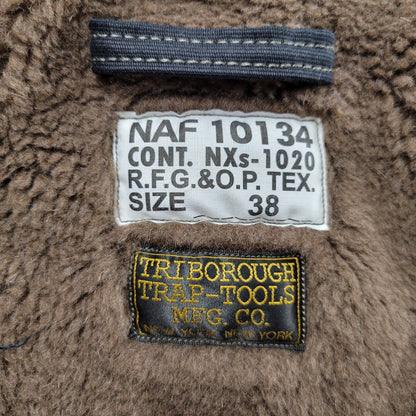 NAF 10134
CONT. NXs-1020
R.F.G.&O.P. TEX.
SIZE 38
TRIBOROUGH
TRAP-TOOLS
MFG. CO.
NEW YORK, NEW YORK